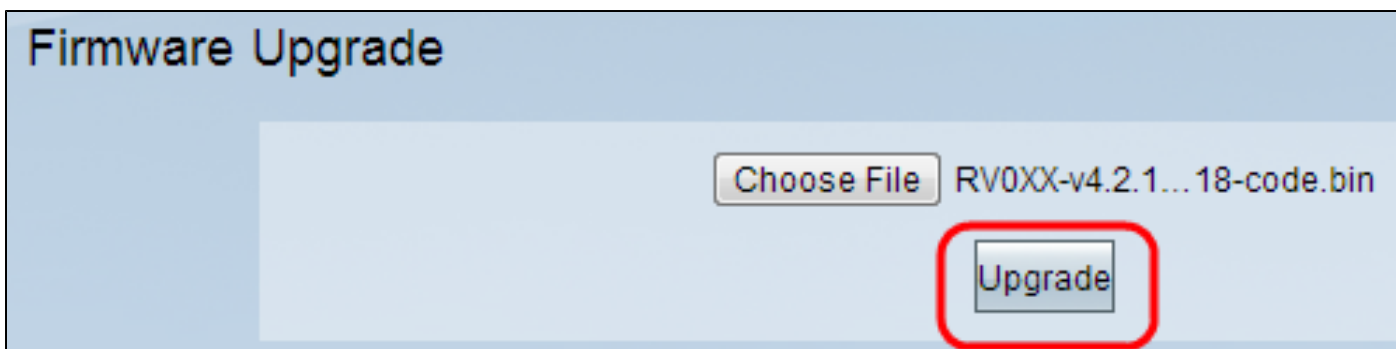 Firmware Upgrade
Choose File RV0XX-v4.2.1...18-code.bin
Upgrade